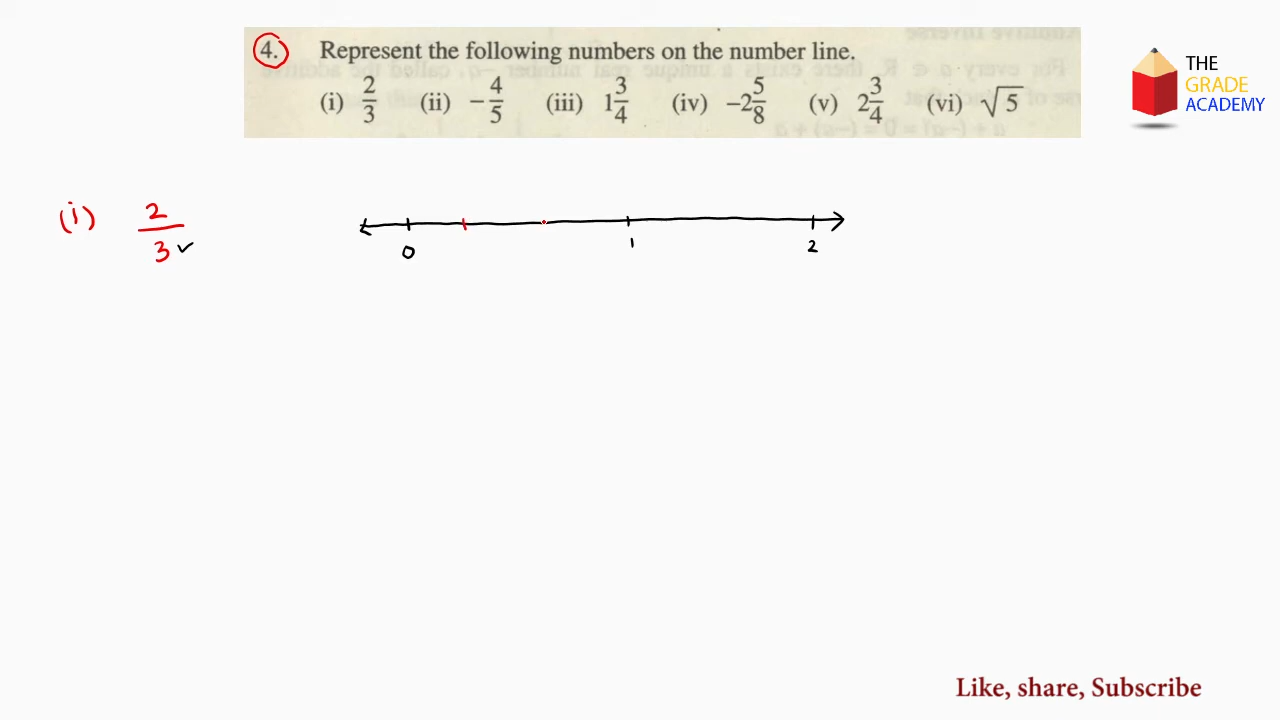 4. Represent the following numbers on the number line.
(i) 2/3 (ii) -4/5 (iii) 1 3/4 (iv) -2 5/8 (v) 2 3/4 (vi) √5
THE
GRADE
ACADEMY
(i) 2/3
0 1 2
Like, share, Subscribe